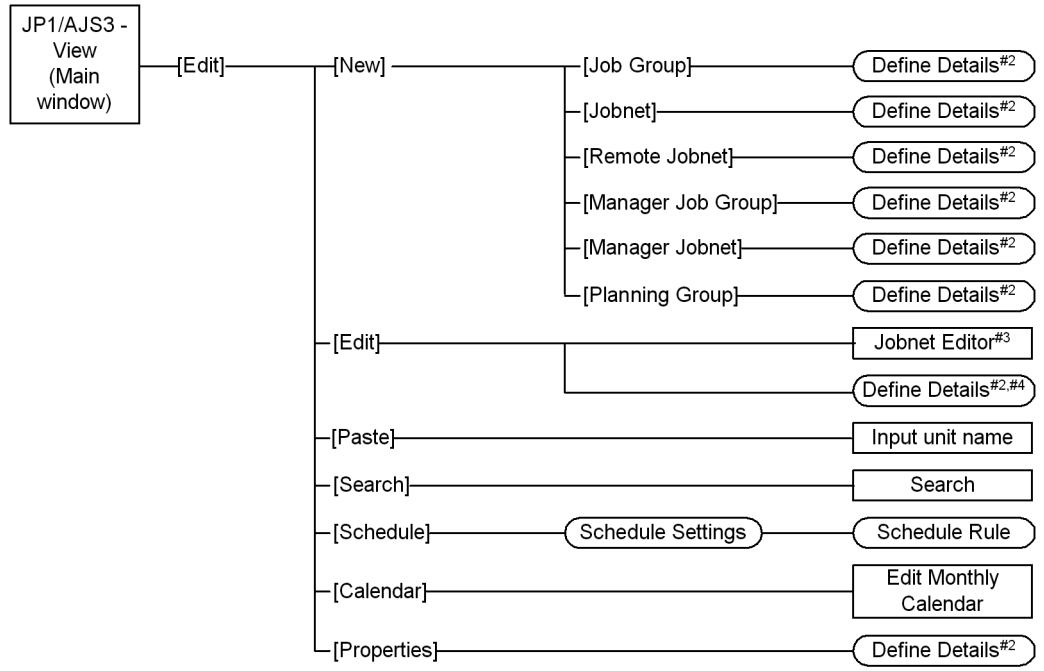 JP1/AJS3 -
View
(Main
window)
[Edit]
[New]
[Job Group]
Define Details#2
[Jobnet]
Define Details#2
[Remote Jobnet]
Define Details#2
[Manager Job Group]
Define Details#2
[Manager Jobnet]
Define Details#2
[Planning Group]
Define Details#2
[Edit]
Jobnet Editor#3
Define Details#2,#4
[Paste]
Input unit name
[Search]
Search
[Schedule]
Schedule Settings
Schedule Rule
[Calendar]
Edit Monthly
Calendar
[Properties]
Define Details#2